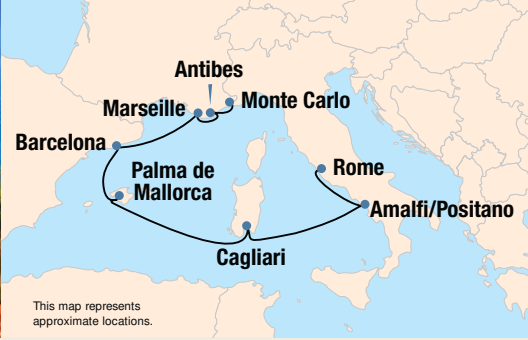 Antibes
Marseille
Monte Carlo
Barcelona
Palma de
Mallorca
Rome
Amalfi/Positano
Cagliari
This map represents
approximate locations.